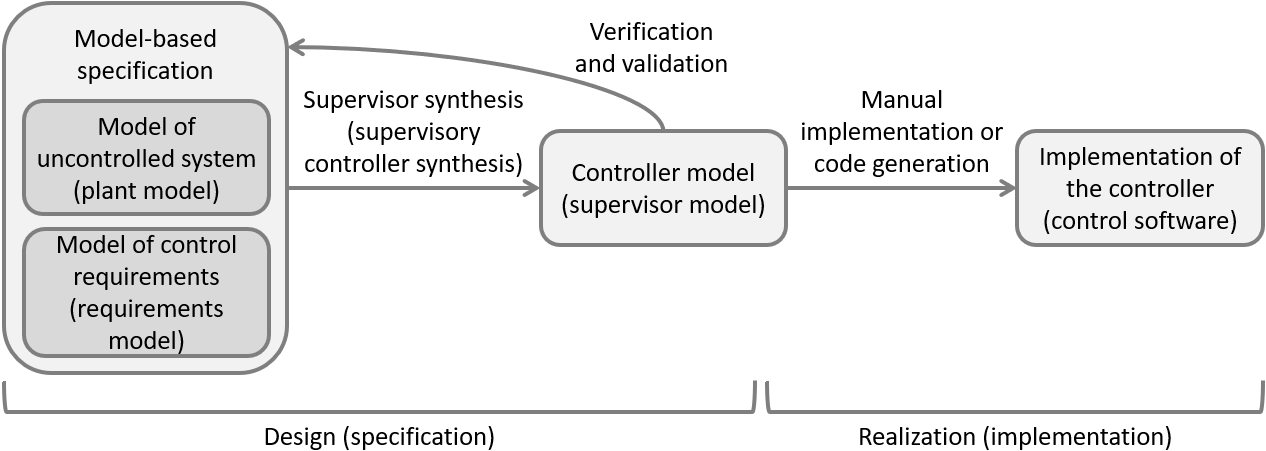 Model-based
specification
Model of
uncontrolled system
(plant model)
Model of control
requirements
(requirements
model)
Supervisor synthesis
(supervisory
controller synthesis)
Verification
and validation
Controller model
(supervisor model)
Manual
implementation or
code generation
Implementation of
the controller
(control software)
Design (specification)
Realization (implementation)